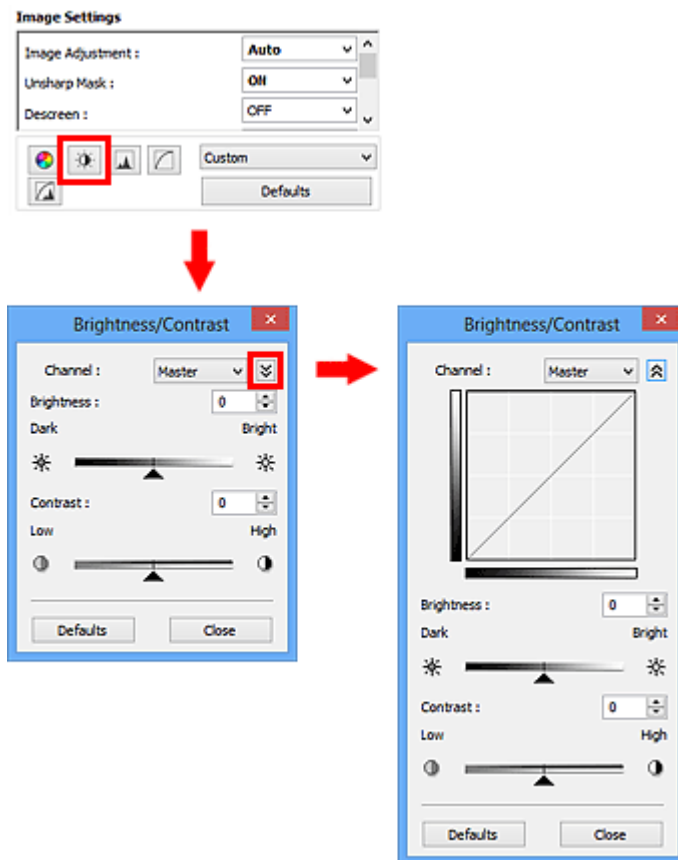 Image Settings
Image Adjustment : Auto
Unsharp Mask : ON
Descreen : OFF
Custom
Defaults
Brightness/Contrast
Channel : Master
Brightness : 0
Dark Bright
Contrast : 0
Low High
Defaults Close
Brightness/Contrast
Channel : Master
Brightness : 0
Dark Bright
Contrast : 0
Low High
Defaults Close